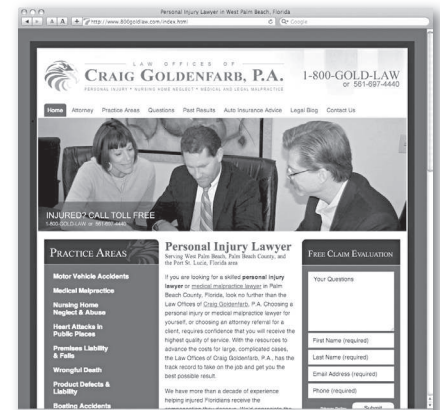 Personal Injury Lawyer in West Palm Beach, Florida
A A + http://www.800goldlaw.com/index.html Q▾ Google
LAW OFFICES OF
CRAIG GOLDENFARB, P.A.
PERSONAL INJURY • NURSING HOME NEGLECT • MEDICAL AND LEGAL MALPRACTICE
1-800-GOLD-LAW
or 561-697-4440
Home Attorney Practice Areas Questions Past Results Auto Insurance Advice Legal Blog Contact Us
INJURED? CALL TOLL FREE
1-800-GOLD-LAW or 561-697-4440
PRACTICE AREAS
Motor Vehicle Accidents
Medical Malpractice
Nursing Home
Neglect & Abuse
Heart Attacks in
Public Places
Premises Liability
& Falls
Wrongful Death
Product Defects &
Liability
Boating Accidents
Personal Injury Lawyer
Serving West Palm Beach, Palm Beach County, and
the Port St. Lucie, Florida area
If you are looking for a skilled personal injury
lawyer or medical malpractice lawyer in Palm
Beach County, Florida, look no further than the
Law Offices of Craig Goldenfarb, P.A. Choosing a
personal injury or medical malpractice lawyer for
yourself, or choosing an attorney referral for a
client, requires confidence that you will receive the
highest quality of service. With the resources to
advance the costs for large, complicated cases,
the Law Offices of Craig Goldenfarb, P.A., has the
track record to take on the job and get you the
best possible result.
We have more than a decade of experience
helping injured Floridians receive the
FREE CLAIM EVALUATION
Your Questions
First Name (required)
Last Name (required)
Email Address (required)
Phone (required)
Submit